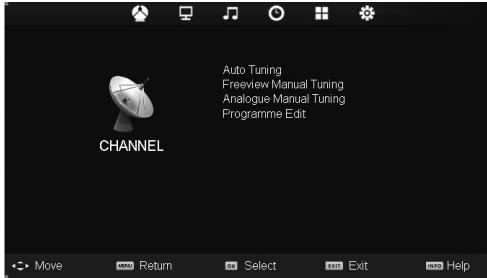 Auto Tuning
Freeview Manual Tuning
Analogue Manual Tuning
Programme Edit
CHANNEL
Move MENU Return OK Select EXIT Exit INFO Help